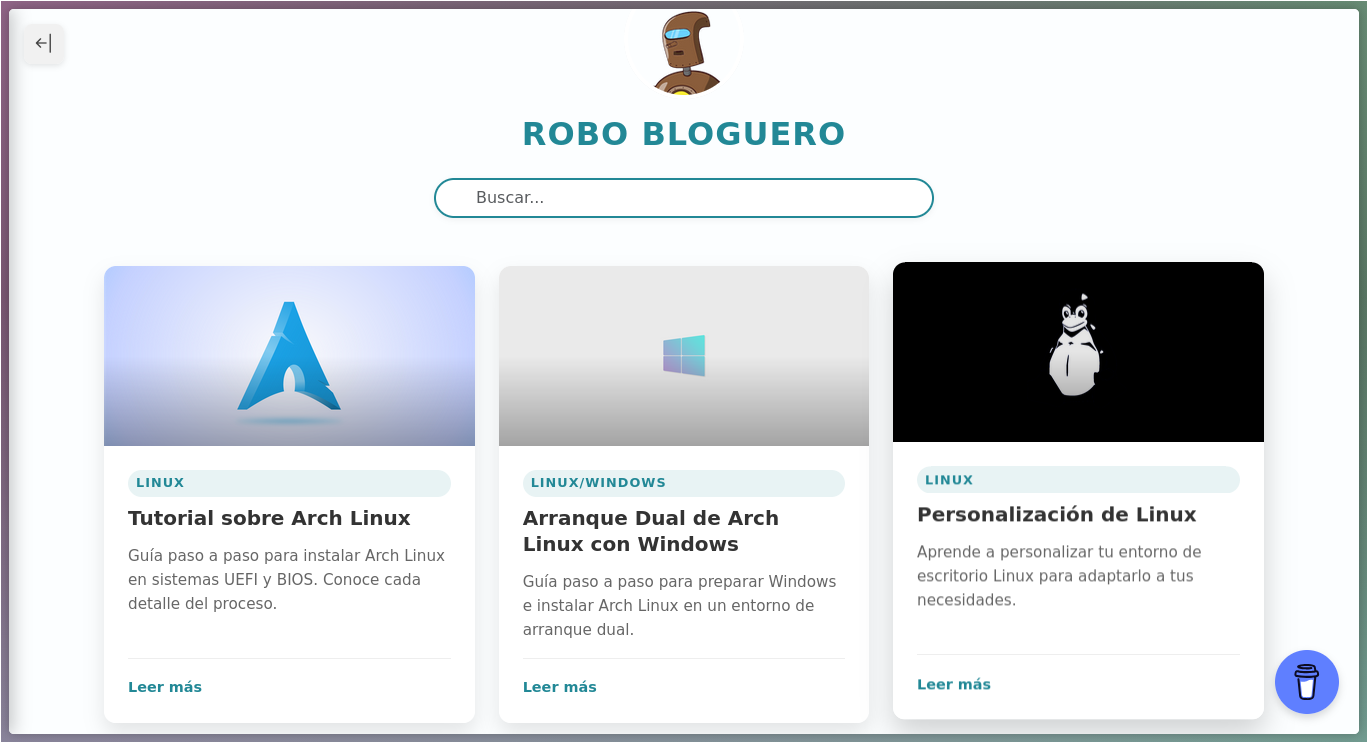 ROBO BLOGUERO
Buscar...
LINUX
Tutorial sobre Arch Linux
Guía paso a paso para instalar Arch Linux
en sistemas UEFI y BIOS. Conoce cada
detalle del proceso.
Leer más
LINUX/WINDOWS
Arranque Dual de Arch
Linux con Windows
Guía paso a paso para preparar Windows
e instalar Arch Linux en un entorno de
arranque dual.
Leer más
LINUX
Personalización de Linux
Aprende a personalizar tu entorno de
escritorio Linux para adaptarlo a tus
necesidades.
Leer más